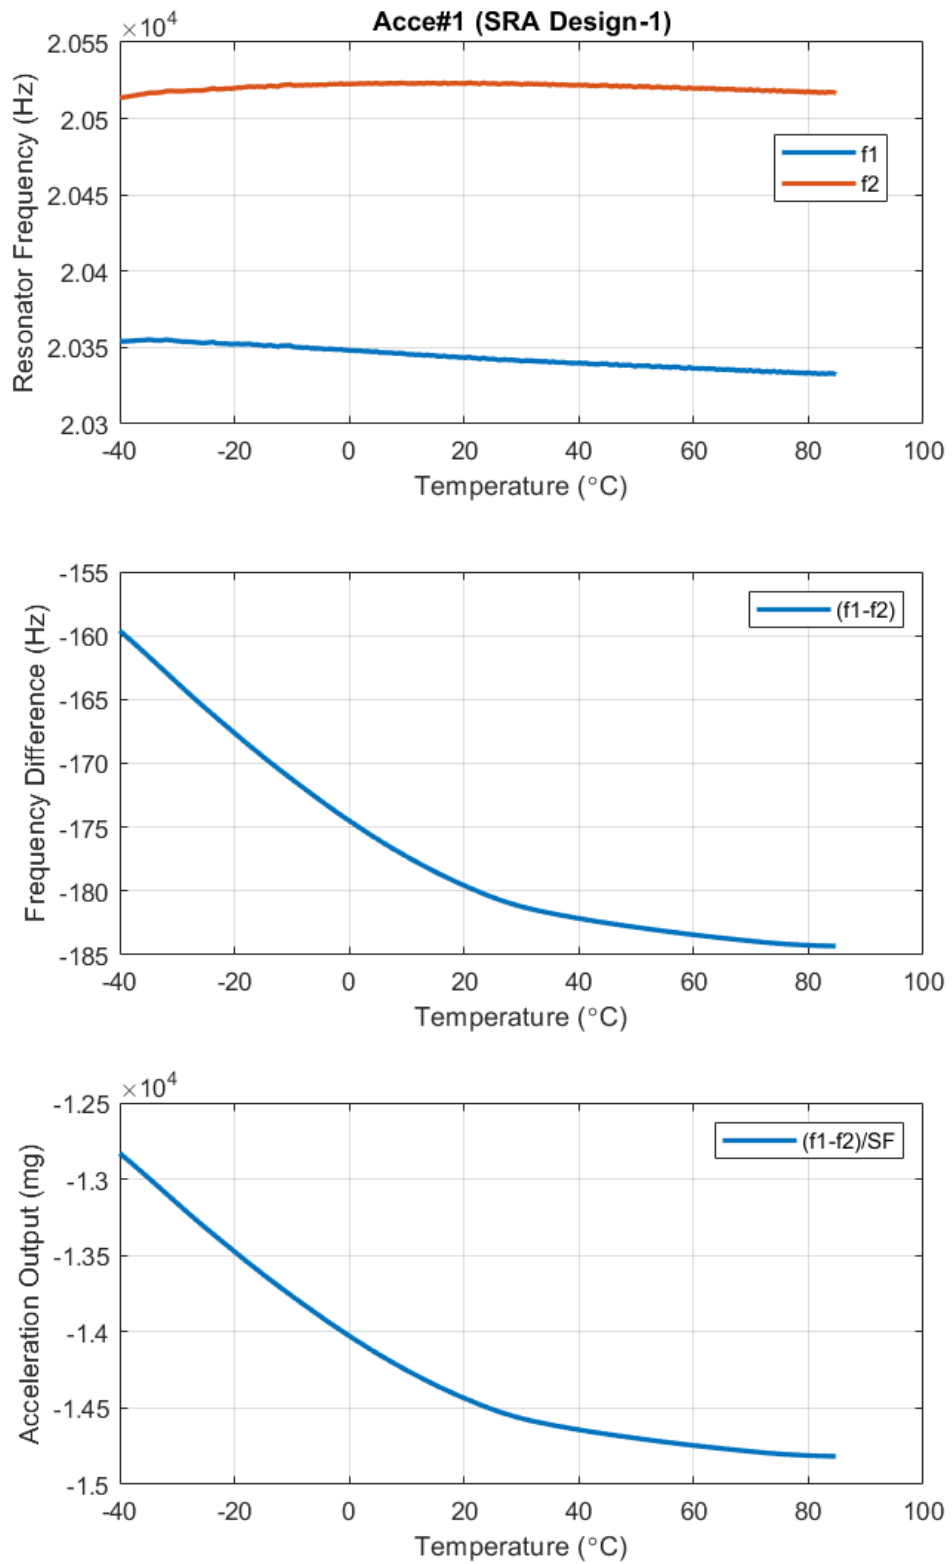 Acce#1 (SRA Design-1)
×10⁴
Resonator Frequency (Hz)
2.055
2.05
2.045
2.04
2.035
2.03
f1
f2
-40 -20 0 20 40 60 80 100
Temperature (°C)
Frequency Difference (Hz)
-155
-160
-165
-170
-175
-180
-185
(f1-f2)
-40 -20 0 20 40 60 80 100
Temperature (°C)
×10⁴
Acceleration Output (mg)
-1.25
-1.3
-1.35
-1.4
-1.45
-1.5
(f1-f2)/SF
-40 -20 0 20 40 60 80 100
Temperature (°C)